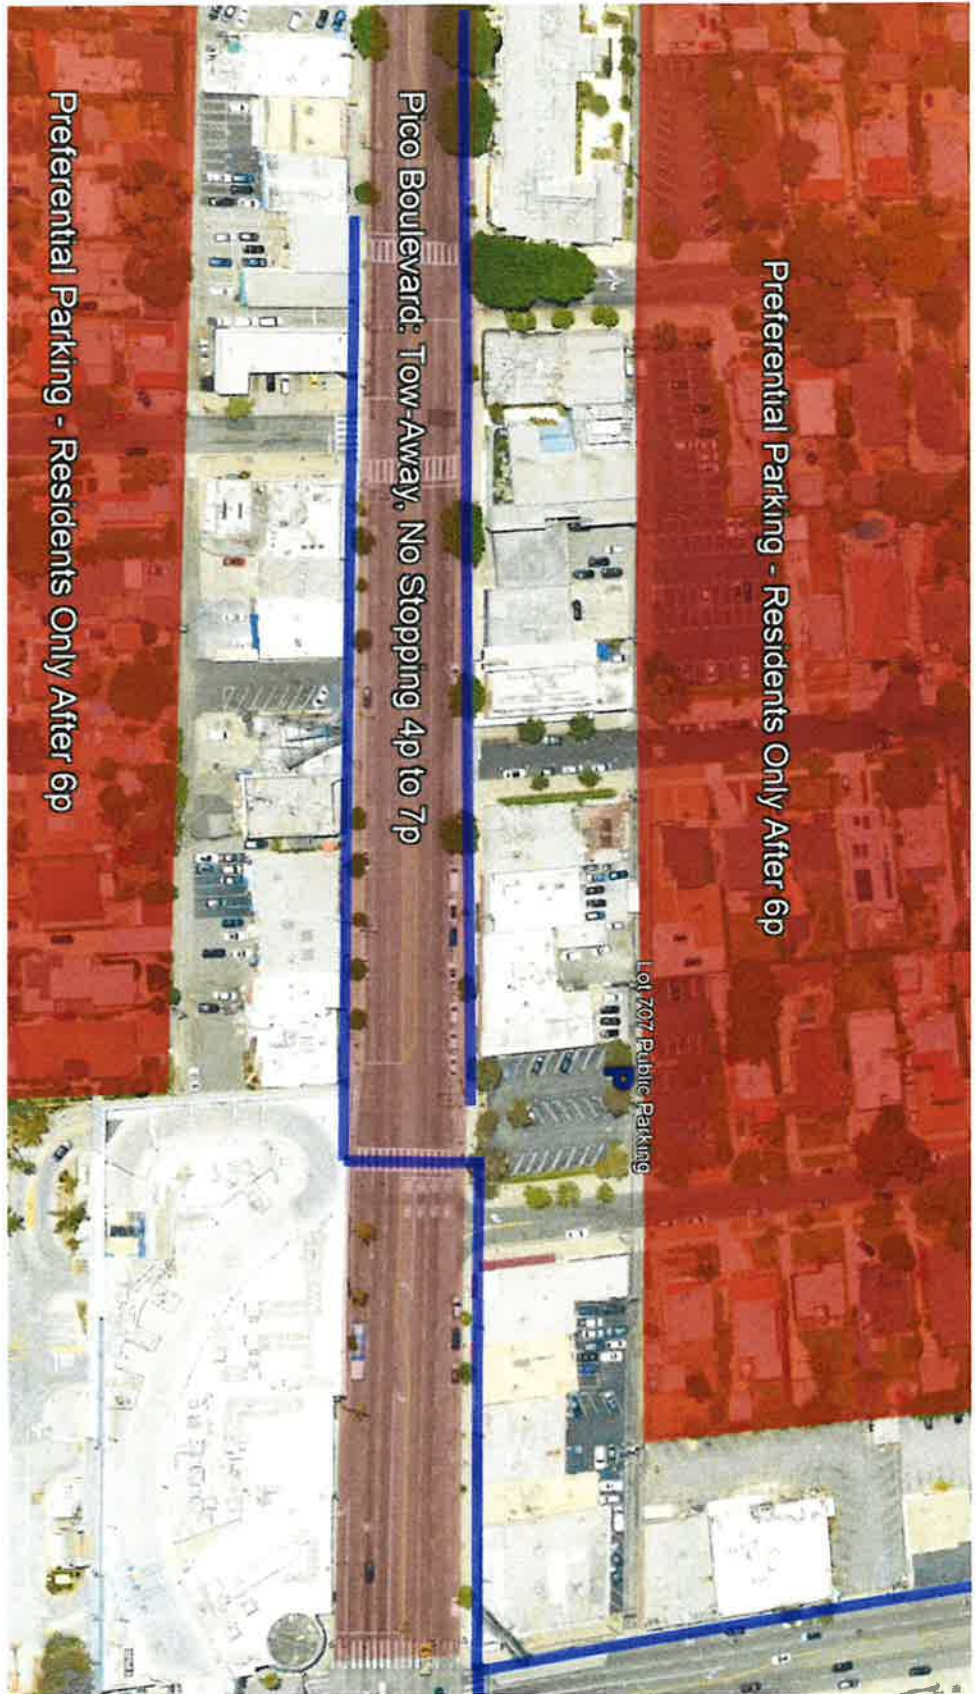 Preferential Parking - Residents Only After 6p
Lot 707 Public Parking
Pico Boulevard: Tow-Away, No Stopping 4p to 7p
Preferential Parking - Residents Only After 6p